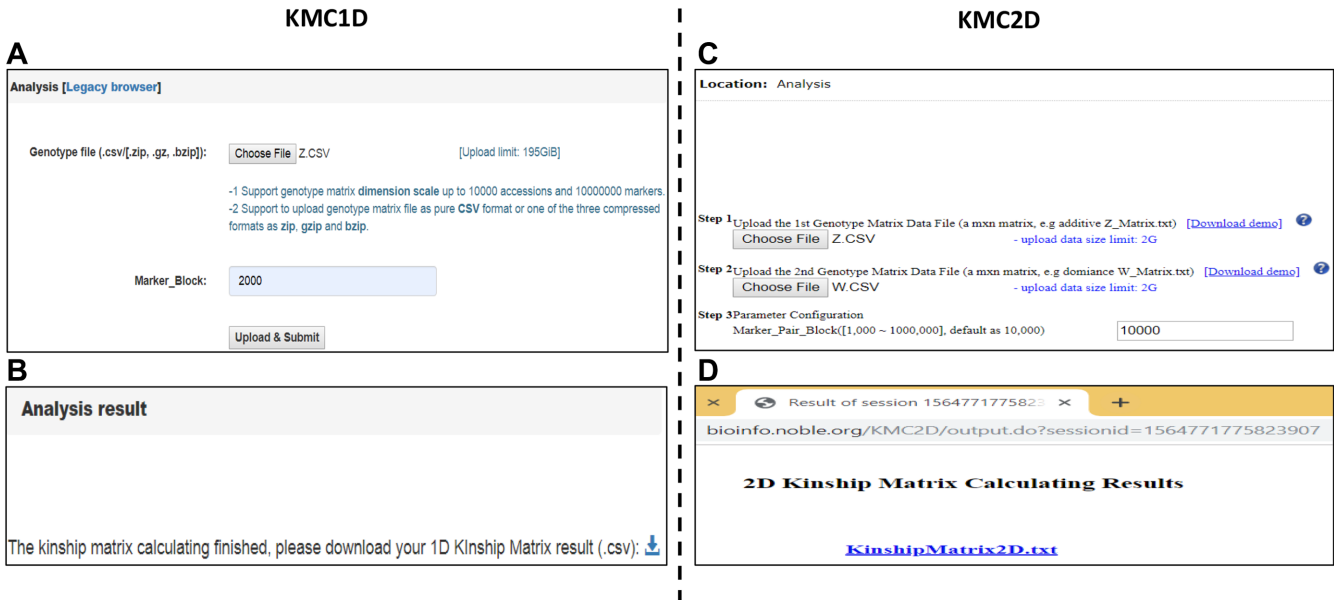 KMC1D
A
Analysis [Legacy browser]
Genotype file (.csv/[.zip, .gz, .bzip]):
Choose File Z.CSV
[Upload limit: 195GiB]
-1 Support genotype matrix dimension scale up to 10000 accessions and 10000000 markers.
-2 Support to upload genotype matrix file as pure CSV format or one of the three compressed
formats as zip, gzip and bzip.
Marker_Block:
2000
Upload & Submit
B
Analysis result
The kinship matrix calculating finished, please download your 1D KInship Matrix result (.csv):
KMC2D
C
Location: Analysis
Step 1 Upload the 1st Genotype Matrix Data File (a mxn matrix, e.g additive Z_Matrix.txt) [Download demo] ?
Choose File Z.CSV - upload data size limit: 2G
Step 2 Upload the 2nd Genotype Matrix Data File (a mxn matrix, e.g domiance W_Matrix.txt) [Download demo] ?
Choose File W.CSV - upload data size limit: 2G
Step 3 Parameter Configuration
Marker_Pair_Block([1,000 ~ 1000,000], default as 10,000) 10000
D
Result of session 1564771775823
bioinfo.noble.org/KMC2D/output.do?sessionid=1564771775823907
2D Kinship Matrix Calculating Results
KinshipMatrix2D.txt